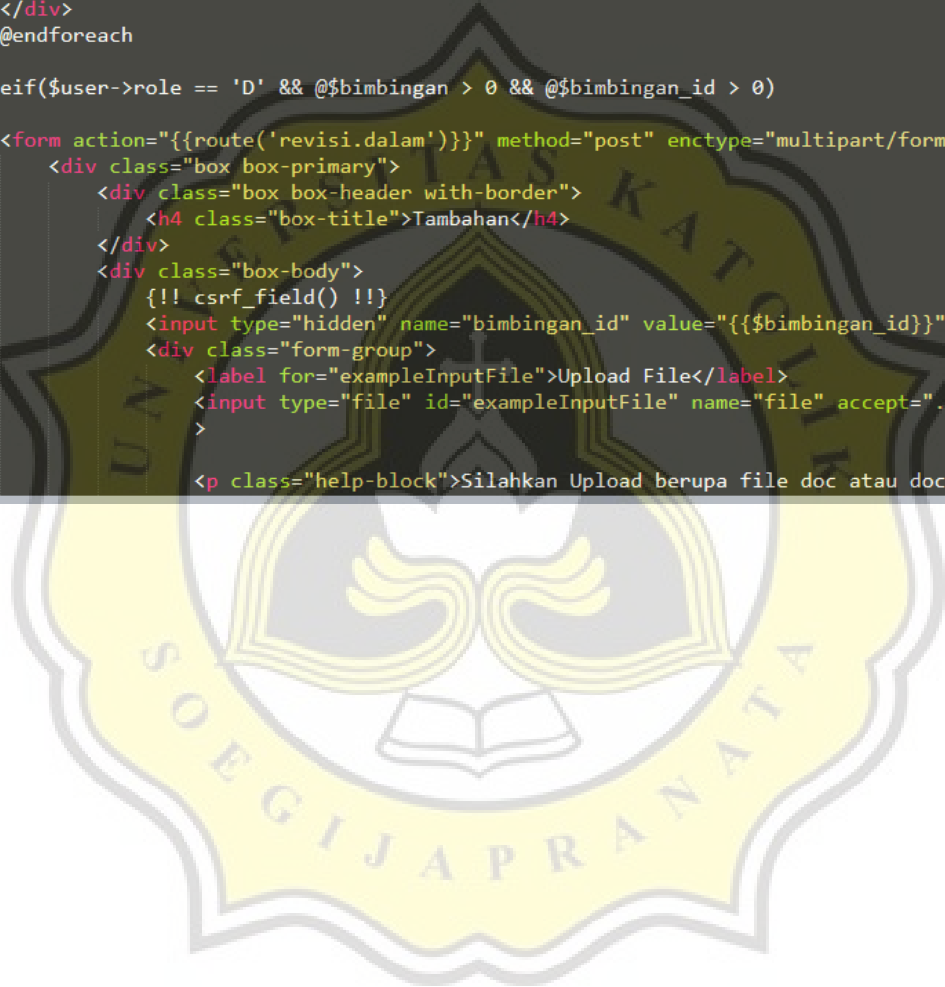 </div>
@endforeach
eif($user->role == 'D' && @$bimbingan > 0 && @$bimbingan_id > 0)
<form action="{{route('revisi.dalam')}}" method="post" enctype="multipart/form
<div class="box box-primary">
<div class="box box-header with-border">
<h4 class="box-title">Tambahan</h4>
</div>
<div class="box-body">
{!! csrf_field() !!}
<input type="hidden" name="bimbingan_id" value="{{$bimbingan_id}}"
<div class="form-group">
<label for="exampleInputFile">Upload File</label>
<input type="file" id="exampleInputFile" name="file" accept=".
>
<p class="help-block">Silahkan Upload berupa file doc atau doc
UNIVERSITAS KATOLIK
SOEGIJAPRANATA